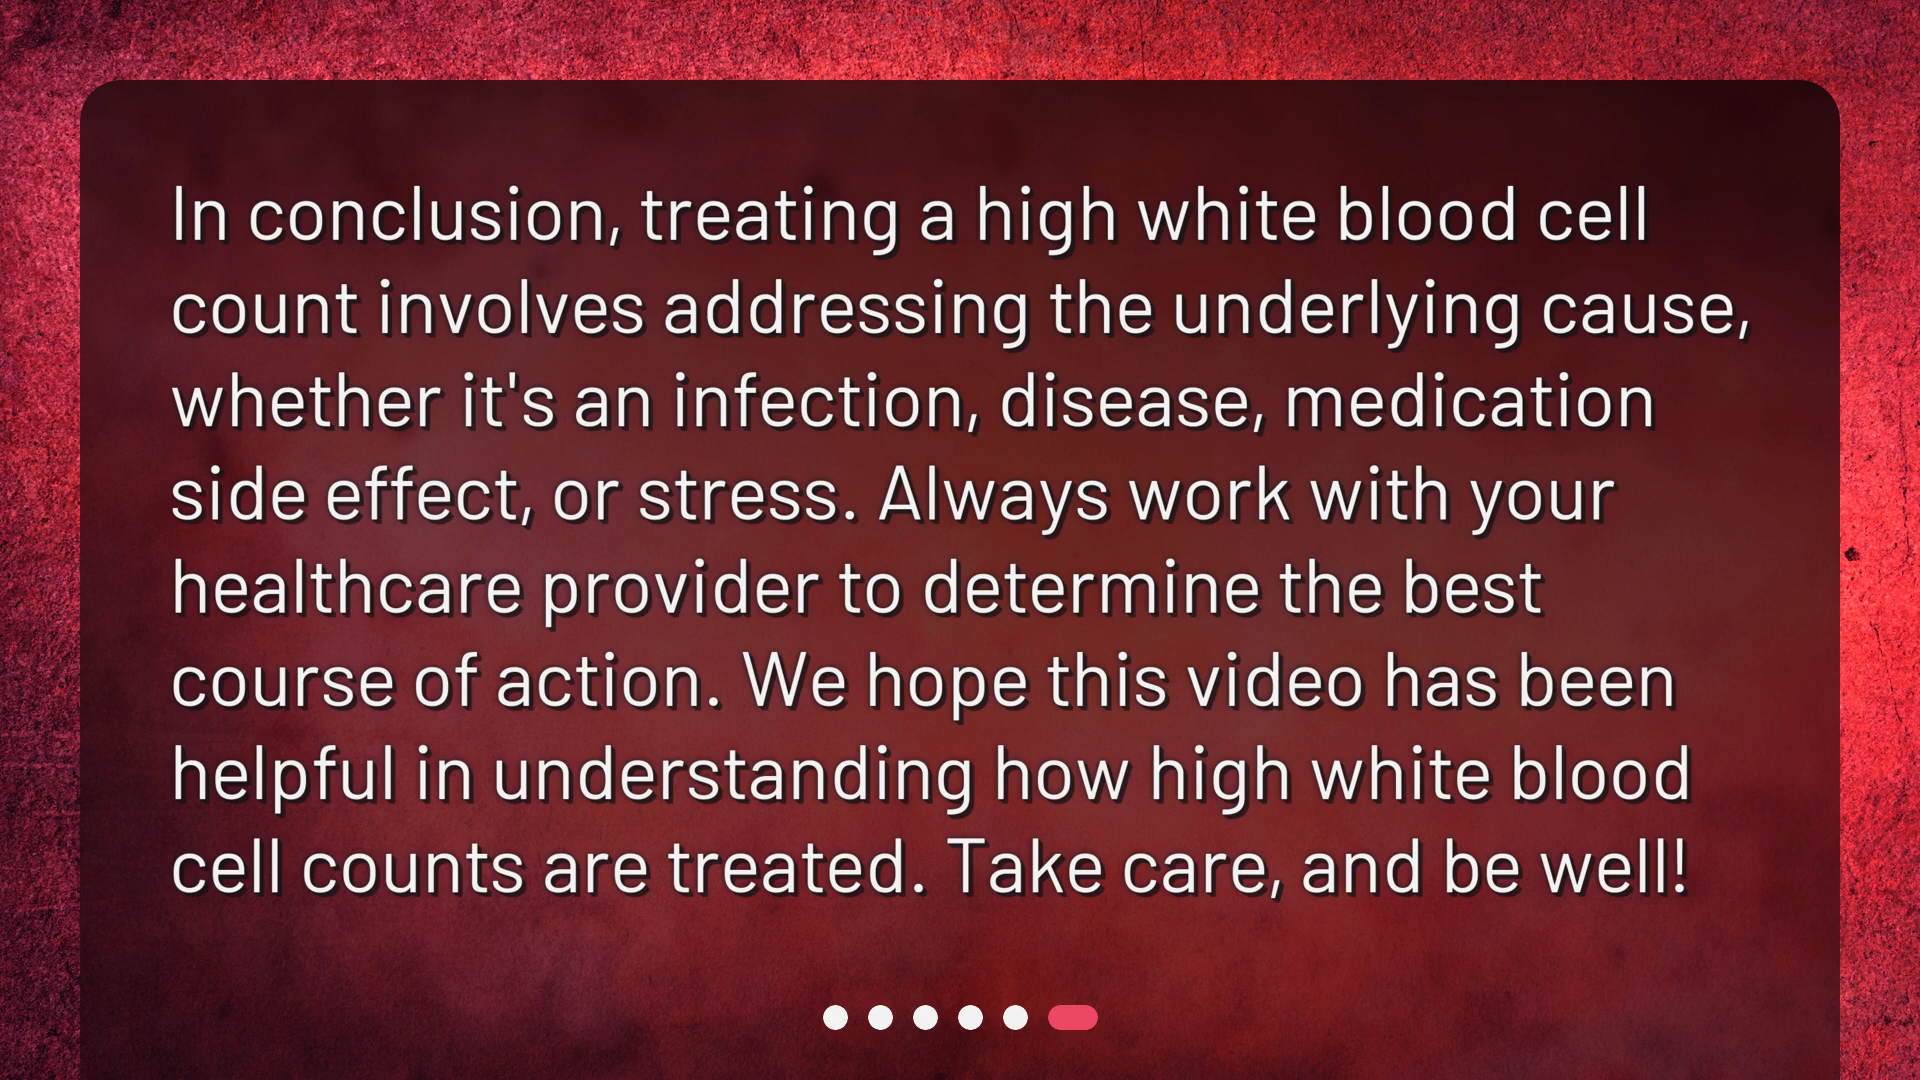 In conclusion, treating a high white blood cell
count involves addressing the underlying cause,
whether it's an infection, disease, medication
side effect, or stress. Always work with your
healthcare provider to determine the best
course of action. We hope this video has been
helpful in understanding how high white blood
cell counts are treated. Take care, and be well!